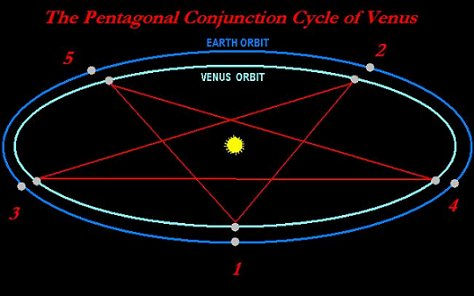 The Pentagonal Conjunction Cycle of Venus
EARTH ORBIT
5
2
VENUS ORBIT
3
4
1